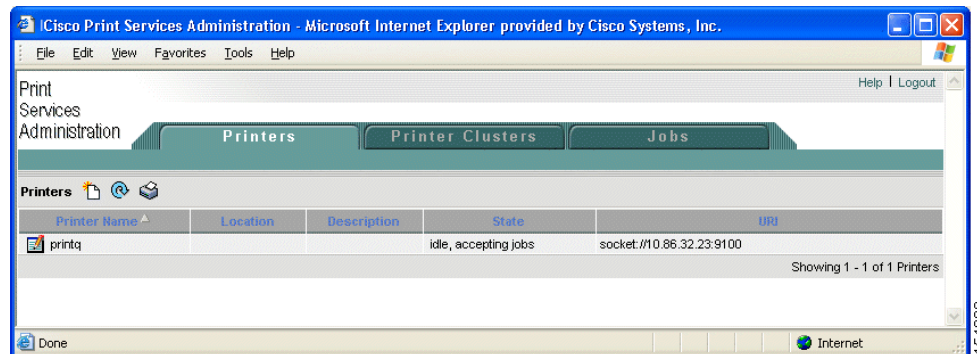 Cisco Print Services Administration - Microsoft Internet Explorer provided by Cisco Systems, Inc.
File Edit View Favorites Tools Help
Help | Logout
Print
Services
Administration
Printers Printer Clusters Jobs
Printers
Printer Name Location Description State URI
printq idle, accepting jobs socket://10.86.32.23:9100
Showing 1 - 1 of 1 Printers
Done Internet